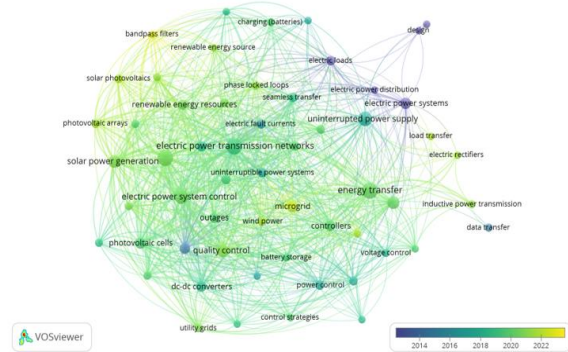 charging (batteries)
design
bandpass filters
renewable energy source
electric loads
solar photovoltaics
phase locked loops
electric power distribution
seamless transfer
renewable energy resources
electric power systems
uninterrupted power supply
photovoltaic arrays
electric fault currents
load transfer
electric power transmission networks
electric rectifiers
solar power generation
uninterruptible power systems
energy transfer
electric power system control
microgrid
inductive power transmission
outages
wind power
controllers
data transfer
photovoltaic cells
quality control
battery storage
voltage control
dc-dc converters
power control
control strategies
utility grids
VOSviewer
2014 2016 2018 2020 2022